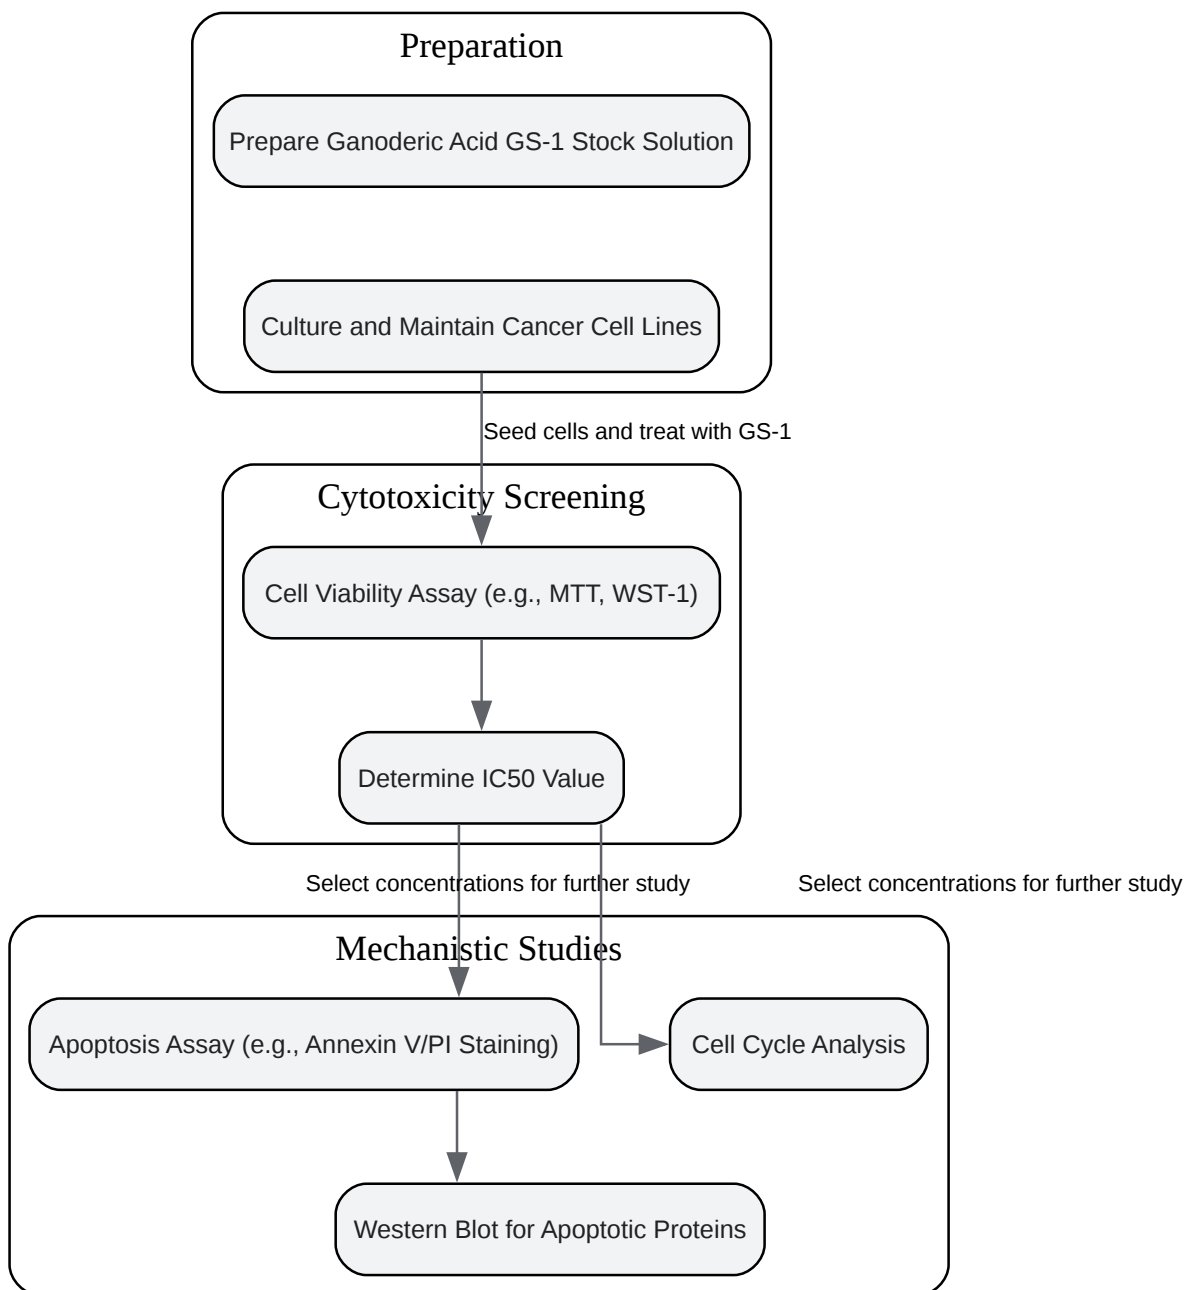 Preparation
Prepare Ganoderic Acid GS-1 Stock Solution
Culture and Maintain Cancer Cell Lines
Seed cells and treat with GS-1
Cytotoxicity Screening
Cell Viability Assay (e.g., MTT, WST-1)
Determine IC50 Value
Select concentrations for further study
Select concentrations for further study
Mechanistic Studies
Apoptosis Assay (e.g., Annexin V/PI Staining)
Cell Cycle Analysis
Western Blot for Apoptotic Proteins